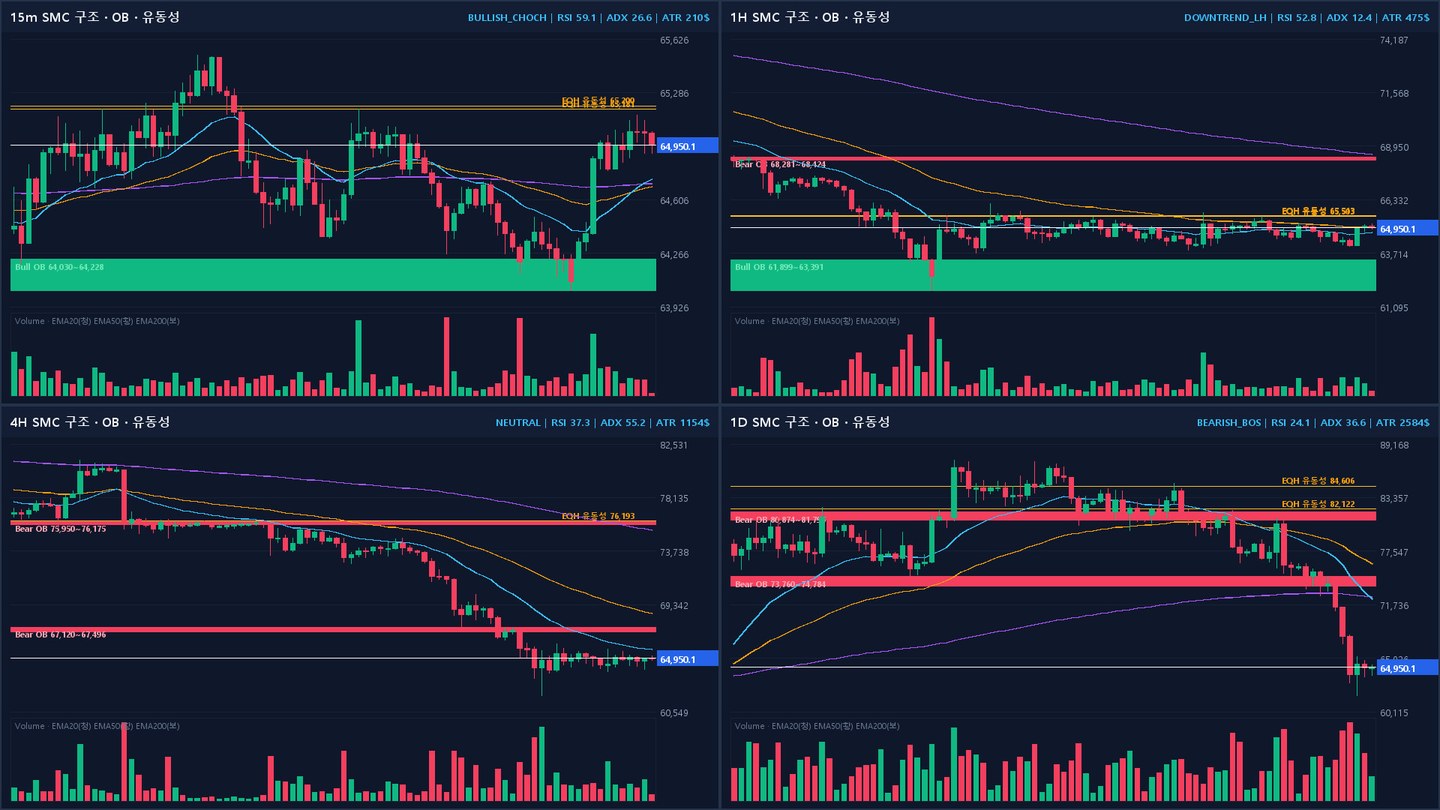 15m SMC 구조 · OB · 유동성
BULLISH_CHOCH | RSI 59.1 | ADX 26.6 | ATR 210$
65,626
65,286
EQH 유동성 65,200
64,950.1
64,606
64,266
Bull OB 64,030~64,228
63,926
Volume · EMA20(청) EMA50(황) EMA200(보)
1H SMC 구조 · OB · 유동성
DOWNTREND_LH | RSI 52.8 | ADX 12.4 | ATR 475$
74,187
71,568
68,950
Bear OB 68,281~68,424
66,332
EQH 유동성 65,503
64,950.1
63,714
Bull OB 61,899~63,391
61,095
Volume · EMA20(청) EMA50(황) EMA200(보)
4H SMC 구조 · OB · 유동성
NEUTRAL | RSI 37.3 | ADX 55.2 | ATR 1154$
82,531
78,135
EQH 유동성 76,193
Bear OB 75,950~76,175
73,738
69,342
Bear OB 67,120~67,496
64,950.1
60,549
Volume · EMA20(청) EMA50(황) EMA200(보)
1D SMC 구조 · OB · 유동성
BEARISH_BOS | RSI 24.1 | ADX 36.6 | ATR 2584$
89,168
EQH 유동성 84,606
83,357
EQH 유동성 82,122
Bear OB
77,547
Bear OB 73,760~74,784
71,736
64,950.1
60,115
Volume · EMA20(청) EMA50(황) EMA200(보)